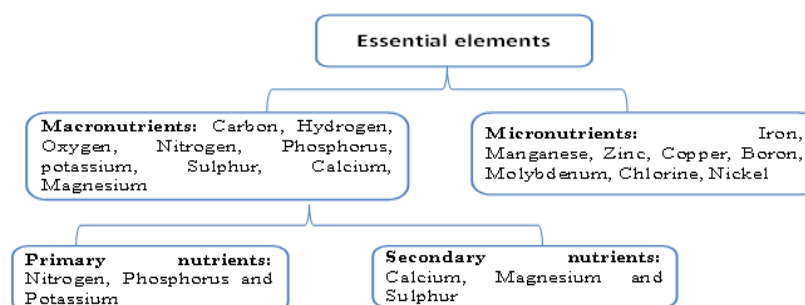 Essential elements
Macronutrients: Carbon, Hydrogen,
Oxygen, Nitrogen, Phosphorus,
potassium, Sulphur, Calcium,
Magnesium
Micronutrients: Iron,
Manganese, Zinc, Copper, Boron,
Molybdenum, Chlorine, Nickel
Primary nutrients:
Nitrogen, Phosphorus and
Potassium
Secondary nutrients:
Calcium, Magnesium and
Sulphur